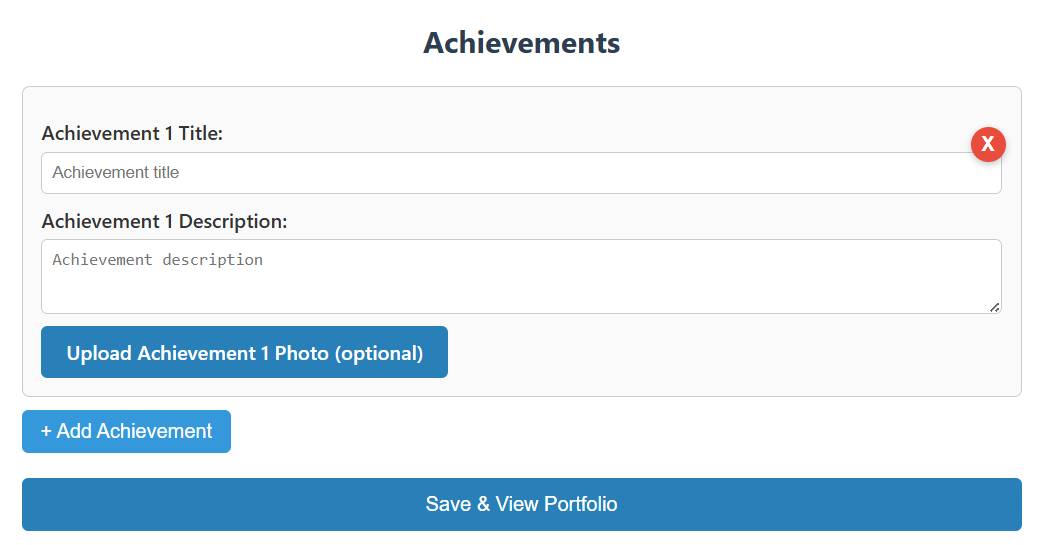 Achievements
Achievement 1 Title:
X
Achievement title
Achievement 1 Description:
Achievement description
Upload Achievement 1 Photo (optional)
+ Add Achievement
Save & View Portfolio